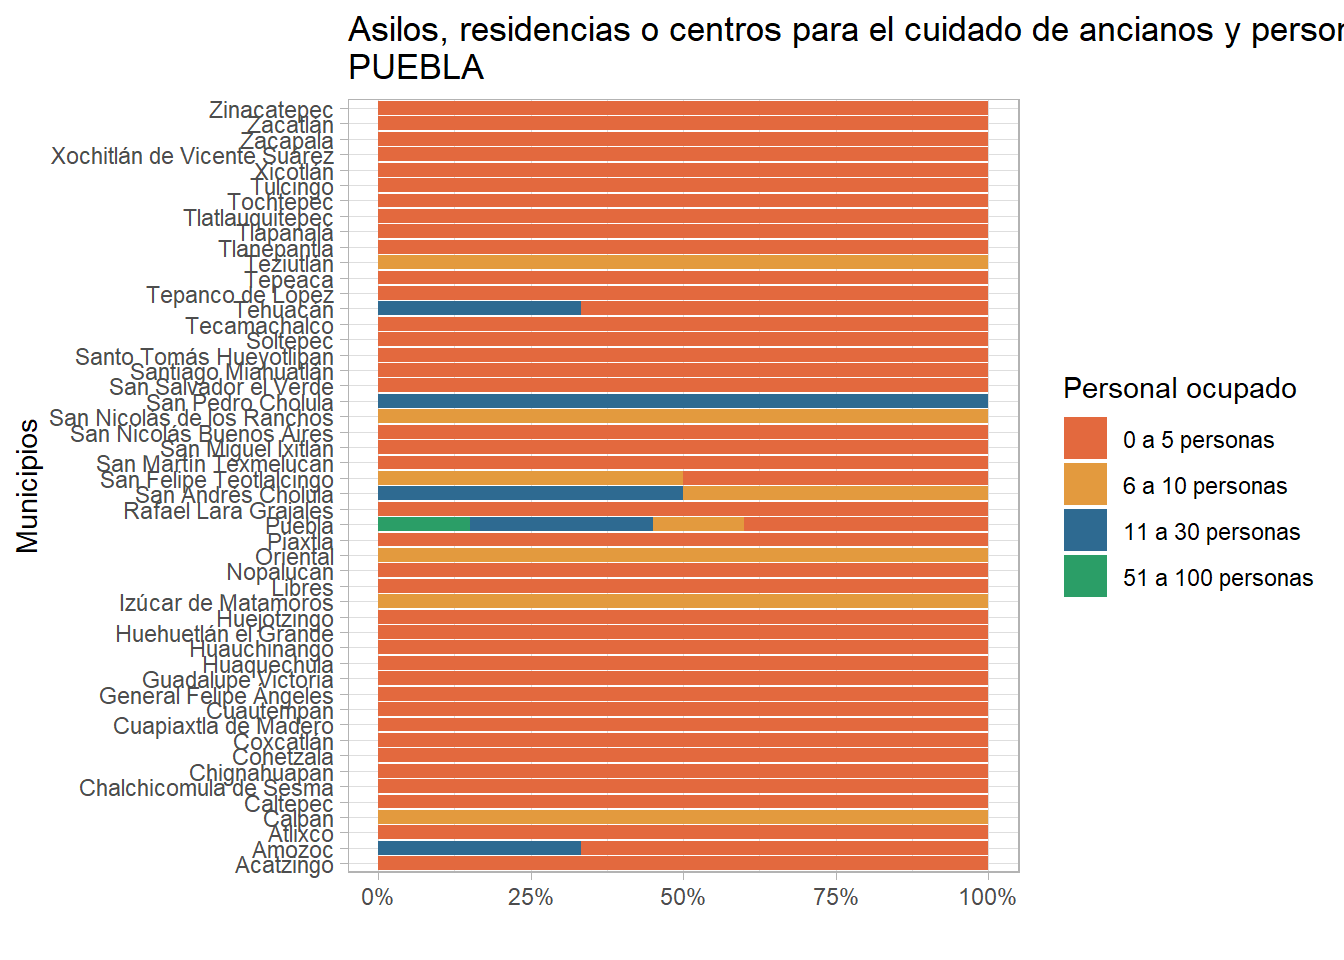 Asilos, residencias o centros para el cuidado de ancianos y person
PUEBLA
Zinacatepec
Zacatlán
Zacapala
Xochitlán de Vicente Suárez
Xicotlán
Tulcingo
Tochtepec
Tlatlauquitepec
Tlapanalá
Tlanepantla
Teziutlán
Tepeaca
Tepanco de López
Tehuacán
Tecamachalco
Soltepec
Santo Tomás Hueyotlipan
Santiago Miahuatlán
San Salvador el Verde
San Pedro Cholula
San Nicolás de los Ranchos
San Nicolás Buenos Aires
San Miguel Ixitlán
San Martín Texmelucan
San Felipe Teotlalcingo
San Andrés Cholula
Rafael Lara Grajales
Puebla
Piaxtla
Oriental
Nopalucan
Libres
Izúcar de Matamoros
Huejotzingo
Huehuetlán el Grande
Huauchinango
Huaquechula
Guadalupe Victoria
General Felipe Ángeles
Cuautempan
Cuapiaxtla de Madero
Coxcatlán
Cohetzala
Chignahuapan
Chalchicomula de Sesma
Caltepec
Calpan
Atlixco
Amozoc
Acatzingo
Municipios
0%
25%
50%
75%
100%
Personal ocupado
0 a 5 personas
6 a 10 personas
11 a 30 personas
51 a 100 personas